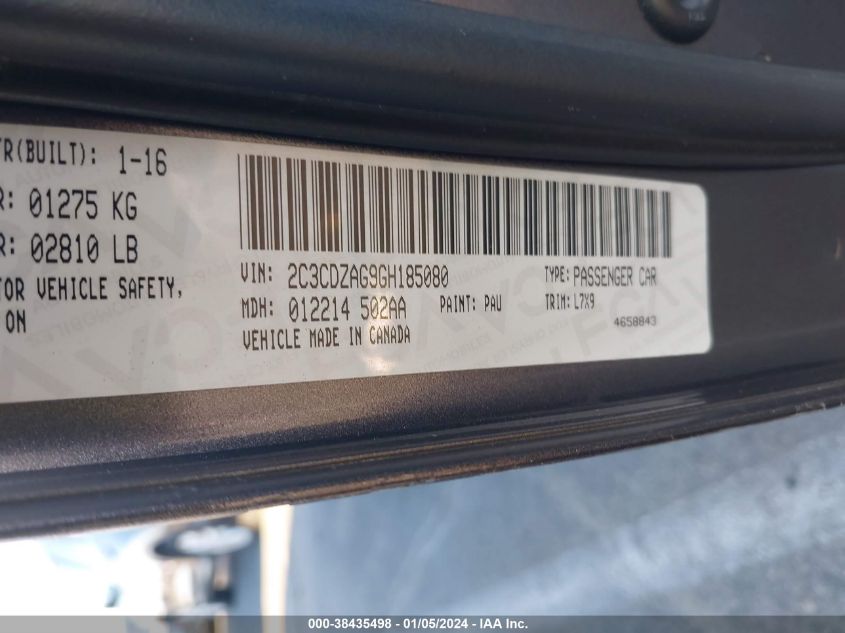 TR(BUILT): 1-16
R: 01275 KG
R: 02810 LB
TOR VEHICLE SAFETY,
ON
VIN: 2C3CDZAG9GH185080 TYPE: PASSENGER CAR
MDH: 012214 502AA PAINT: PAU TRIM: L7X9
VEHICLE MADE IN CANADA 4658843
000-38435498 - 01/05/2024 - IAA Inc.